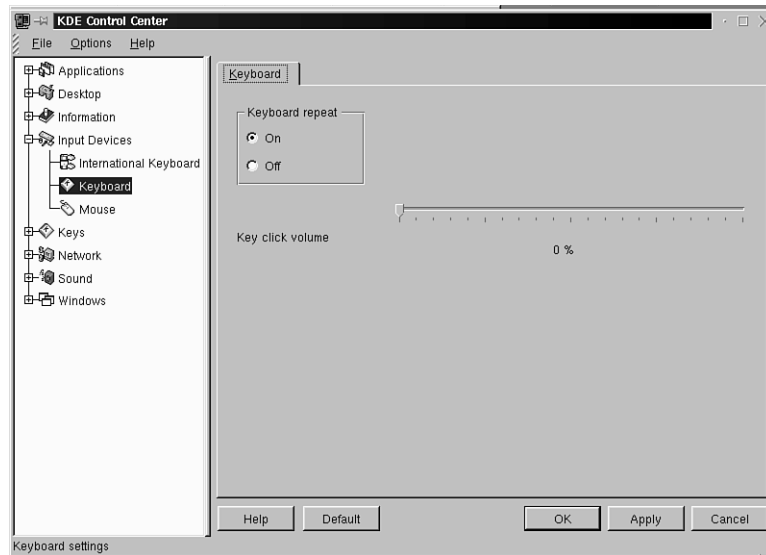 KDE Control Center
File Options Help
Applications
Desktop
Information
Input Devices
International Keyboard
Keyboard
Mouse
Keys
Network
Sound
Windows
Keyboard
Keyboard repeat
On
Off
Key click volume
0 %
Help Default OK Apply Cancel
Keyboard settings